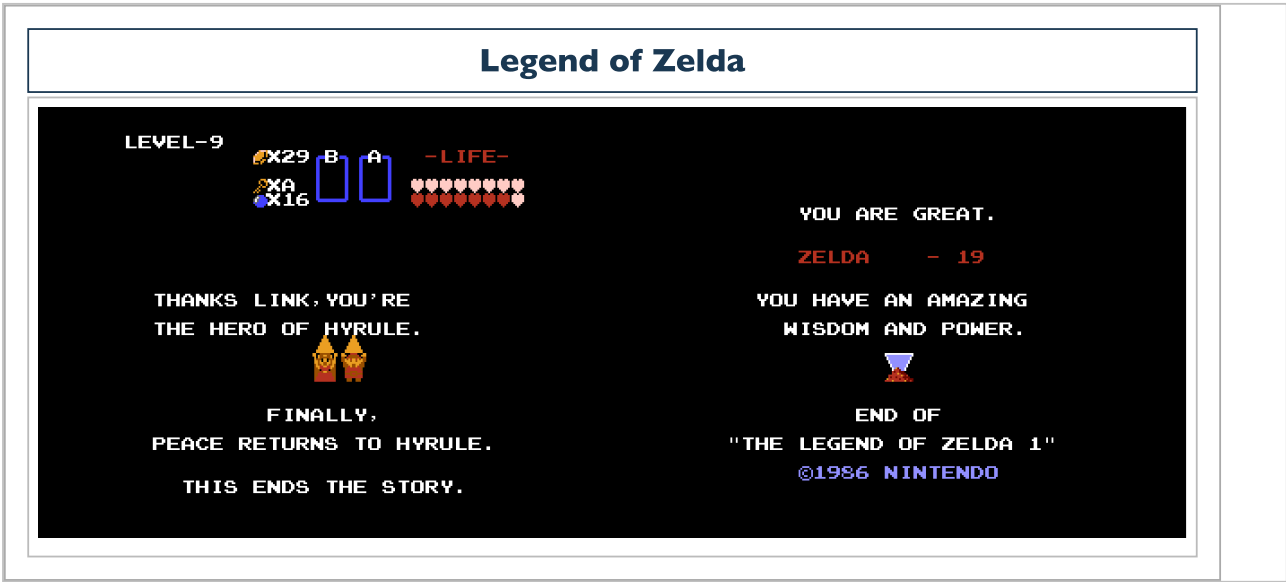 Legend of Zelda
LEVEL-9
X29 B A -LIFE-
XA
X16
THANKS LINK,YOU'RE
THE HERO OF HYRULE.
FINALLY,
PEACE RETURNS TO HYRULE.
THIS ENDS THE STORY.
YOU ARE GREAT.
ZELDA - 19
YOU HAVE AN AMAZING
WISDOM AND POWER.
END OF
"THE LEGEND OF ZELDA 1"
©1986 NINTENDO